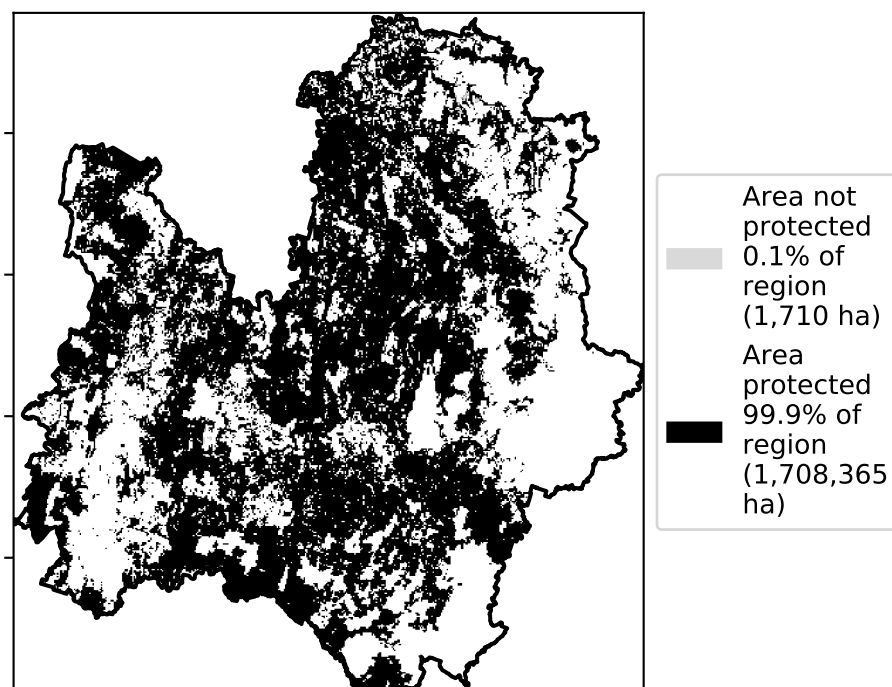 Area not
protected
0.1% of
region
(1,710 ha)
Area
protected
99.9% of
region
(1,708,365
ha)